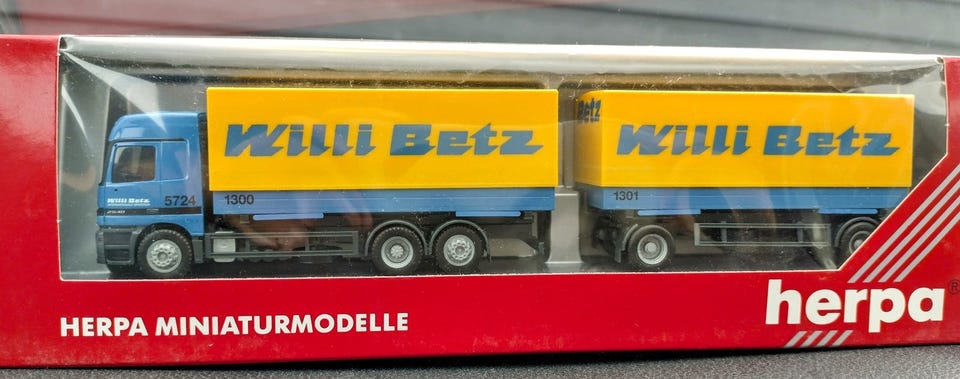 Willi Betz
Betz
Willi Betz
Willi Betz
5724
1300
1301
HERPA MINIATURMODELLE
herpa®